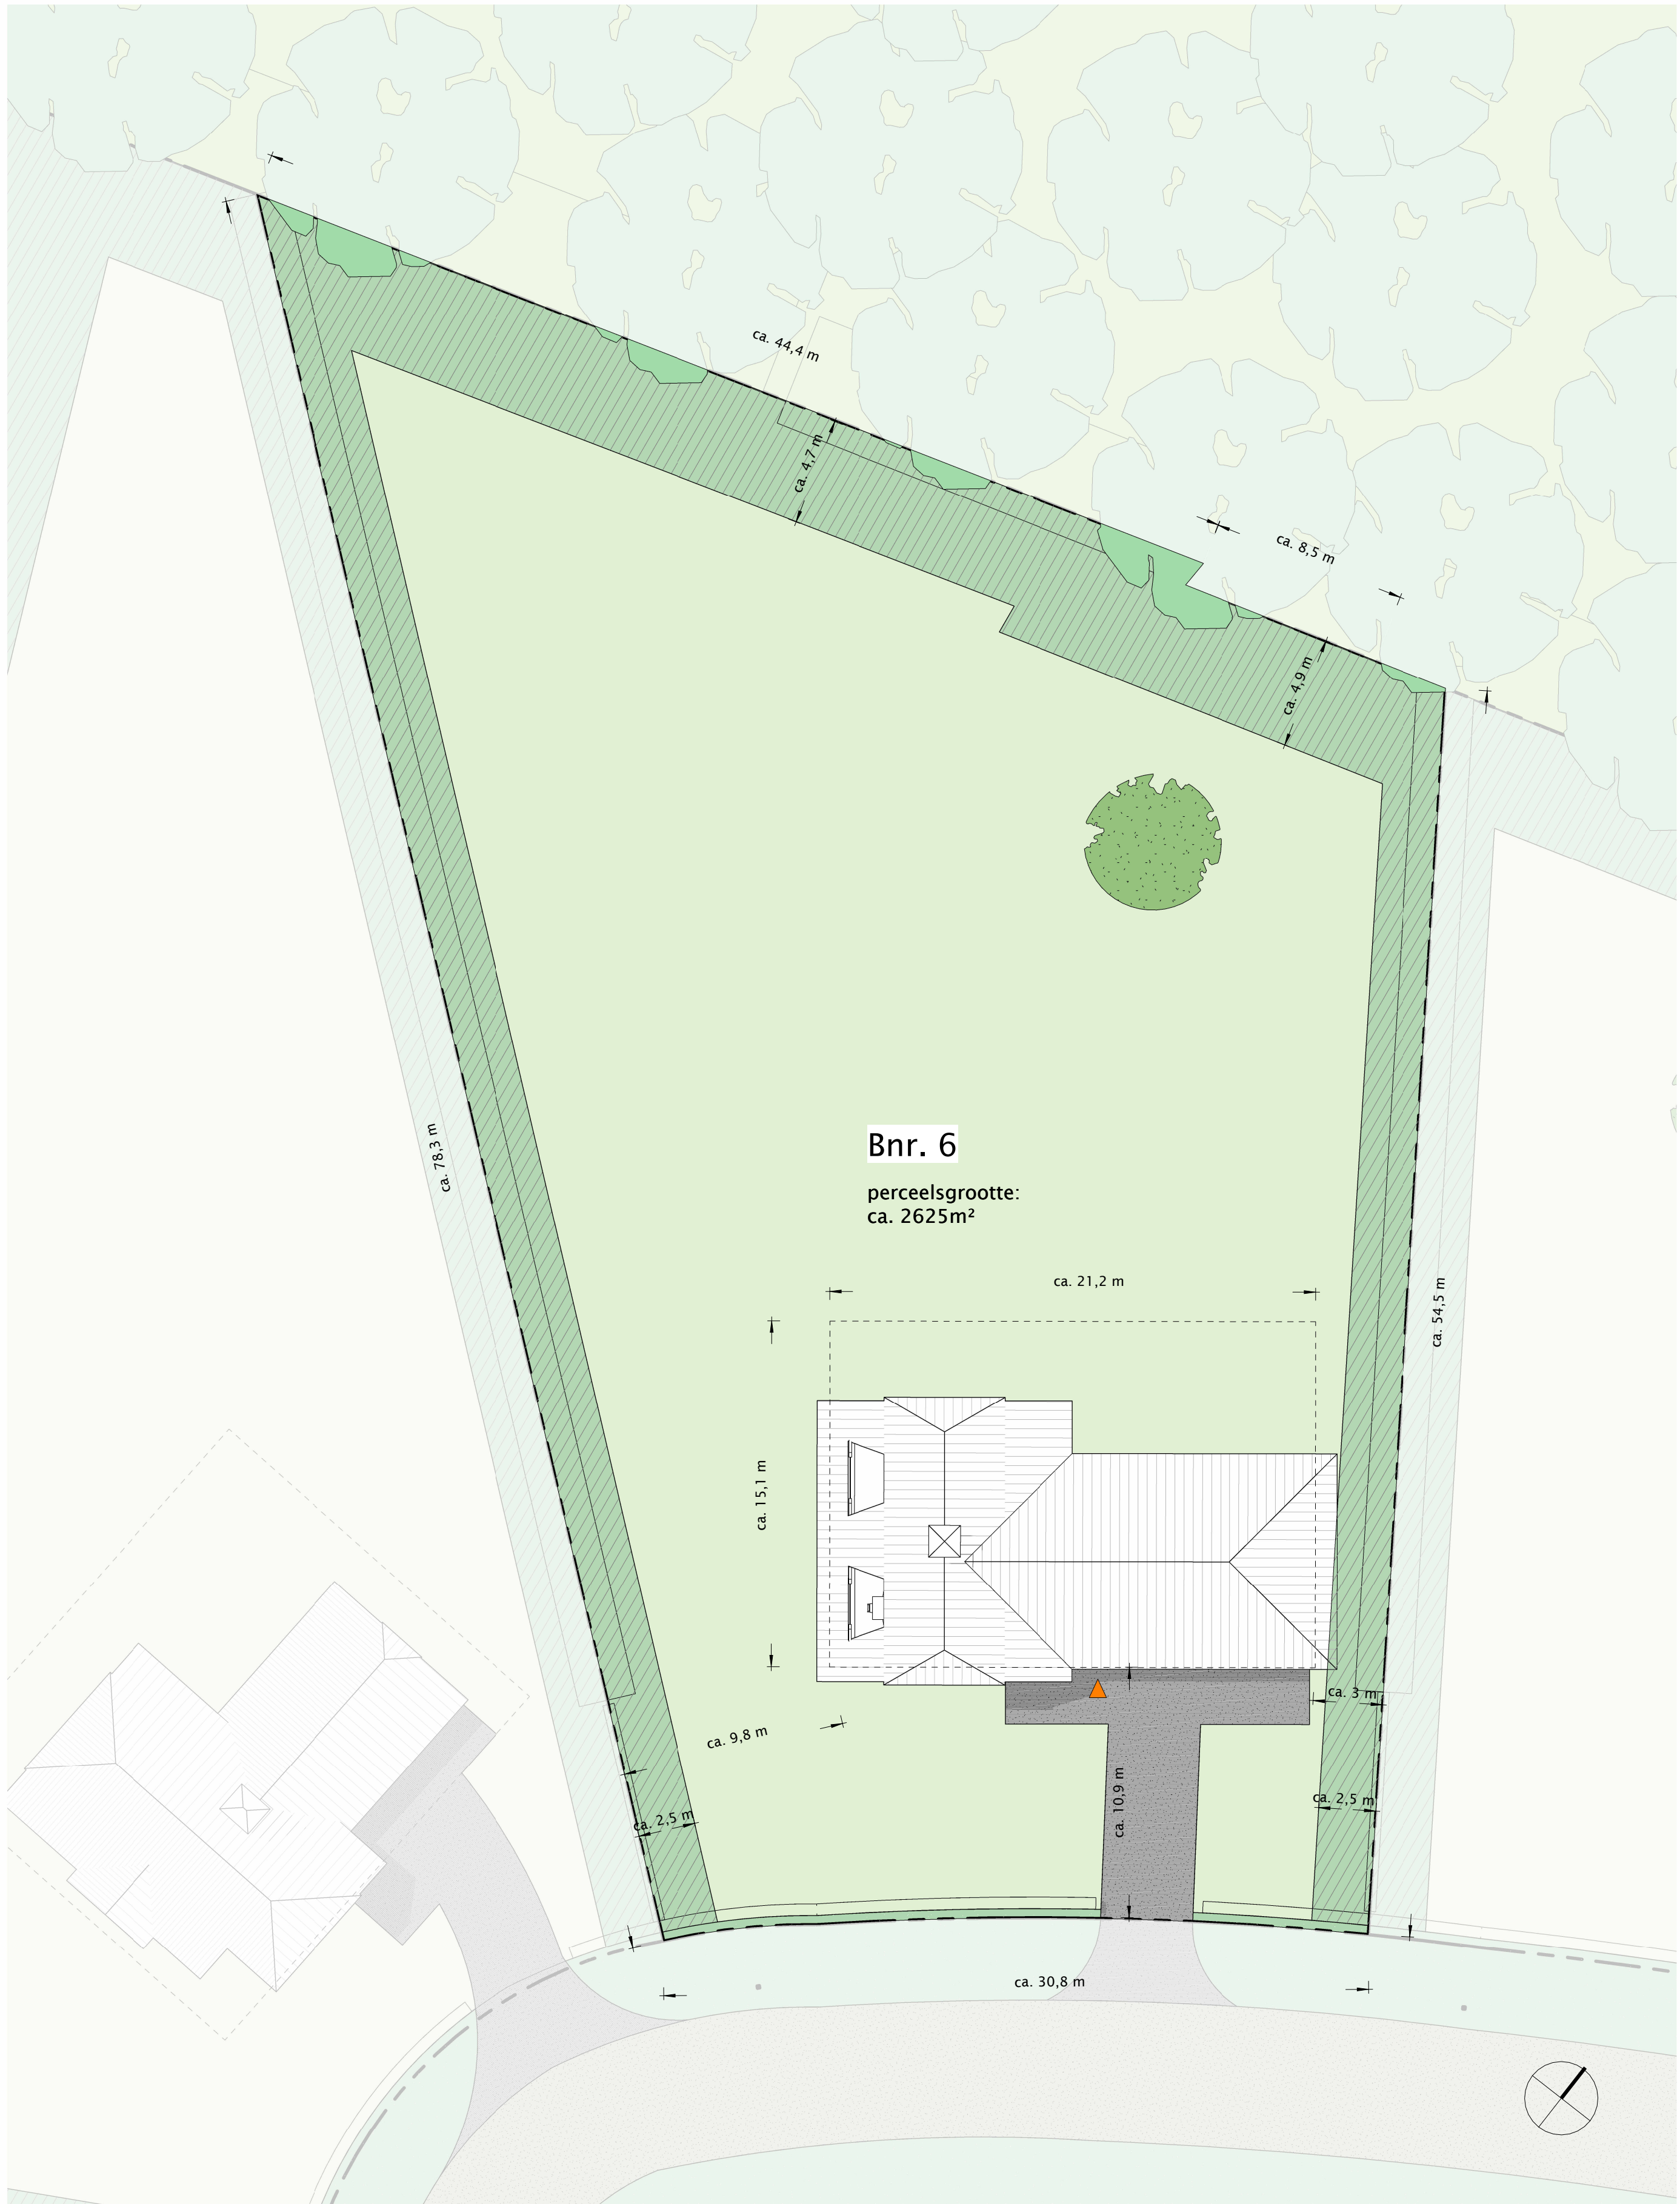 ca. 44,4 m
ca. 4,7 m
ca. 8,5 m
ca. 4,9 m
ca. 78,3 m
Bnr. 6
perceelsgrootte:
ca. 2625m²
ca. 21,2 m
ca. 54,5 m
ca. 15,1 m
ca. 3 m
ca. 9,8 m
ca. 10,9 m
ca. 2,5 m
ca. 2,5 m
ca. 30,8 m